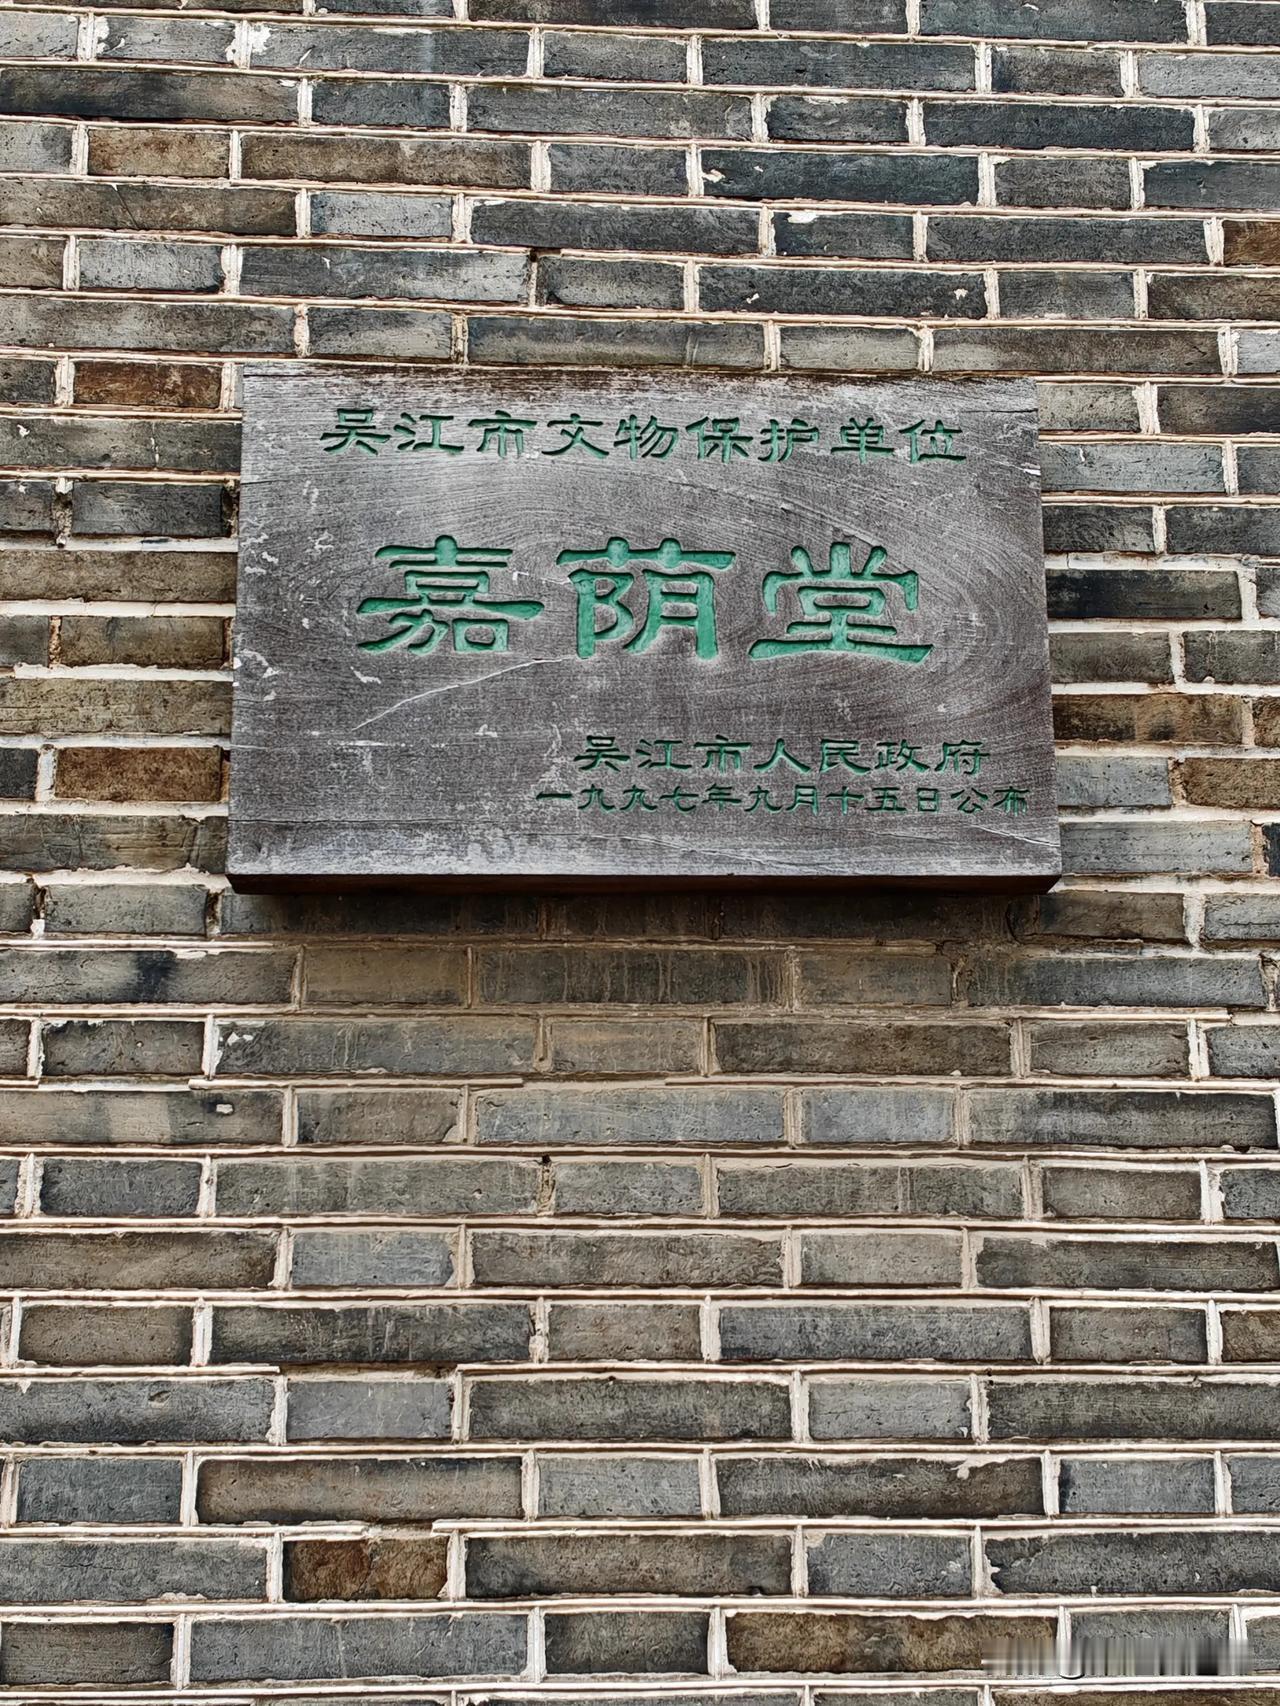 吴江市文物保护单位
嘉荫堂
吴江市人民政府
一九九七年九月十五日公布